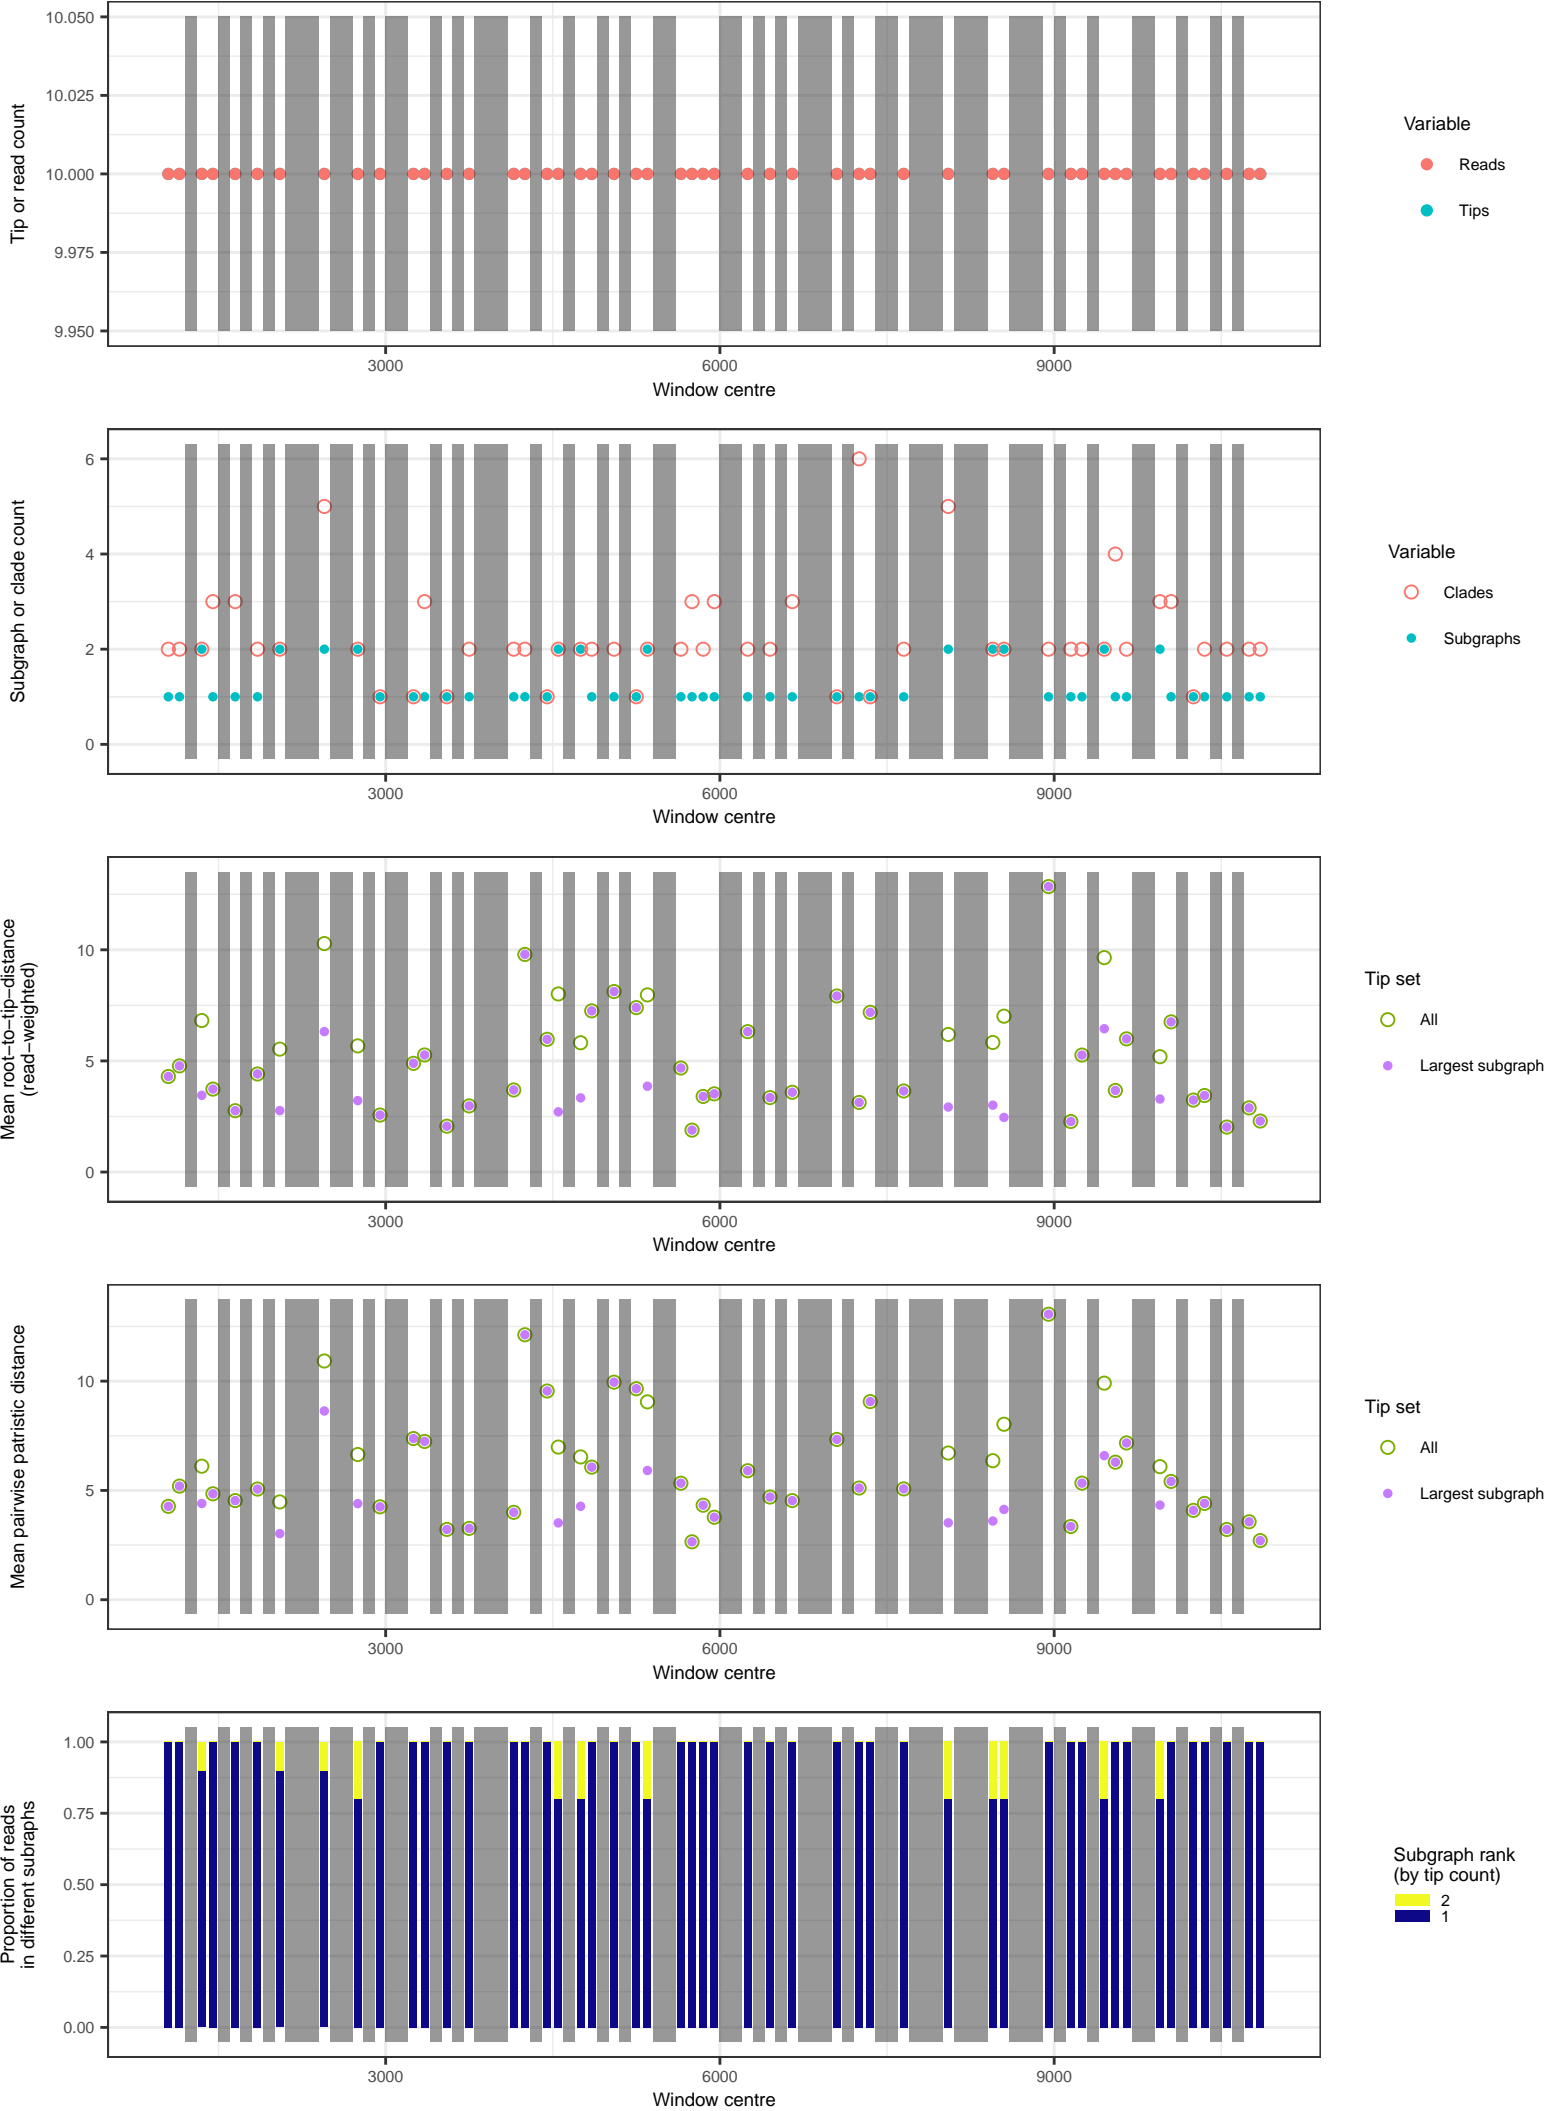 10.050
10.025
10.000
9.975
9.950
Tip or read count
3000
6000
9000
Window centre
Variable
Reads
Tips
6
4
2
0
Subgraph or clade count
3000
6000
9000
Window centre
Variable
Clades
Subgraphs
10
5
0
Mean root−to−tip−distance
(read−weighted)
3000
6000
9000
Window centre
Tip set
All
Largest subgraph
10
5
0
Mean pairwise patristic distance
3000
6000
9000
Window centre
Tip set
All
Largest subgraph
1.00
0.75
0.50
0.25
0.00
Proportion of reads
in different subraphs
3000
6000
9000
Window centre
Subgraph rank
(by tip count)
2
1